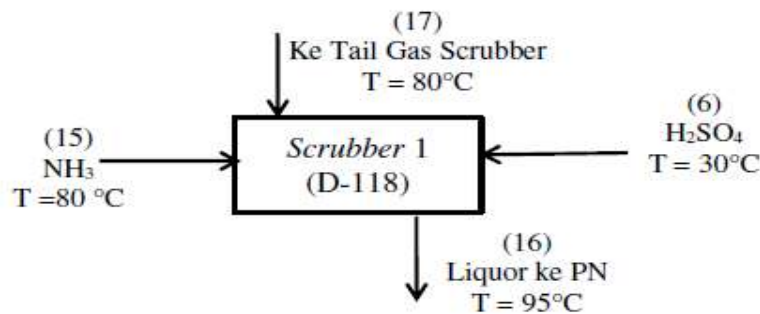 (17)
Ke Tail Gas Scrubber
T = 80°C
(15)
NH₃
T =80 °C
Scrubber 1
(D-118)
(6)
H₂SO₄
T = 30°C
(16)
Liquor ke PN
T = 95°C